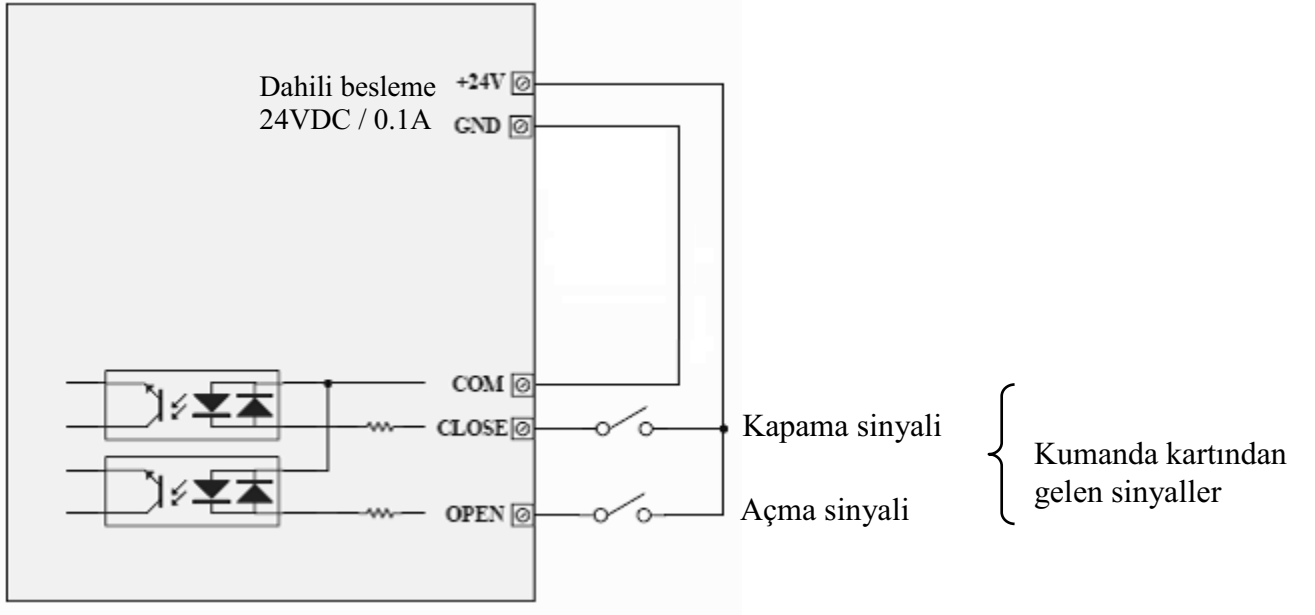 Dahili besleme
24VDC / 0.1A
+24V
GND
COM
CLOSE
OPEN
Kapama sinyali
Açma sinyali
Kumanda kartından
gelen sinyaller